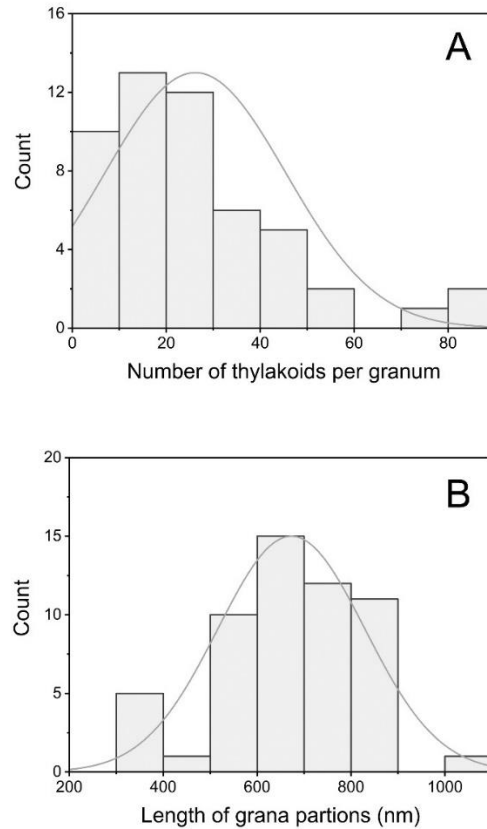 A
16
12
8
4
0
Count
0 20 40 60 80
Number of thylakoids per granum
B
20
15
10
5
0
Count
200 400 600 800 1000
Length of grana partions (nm)